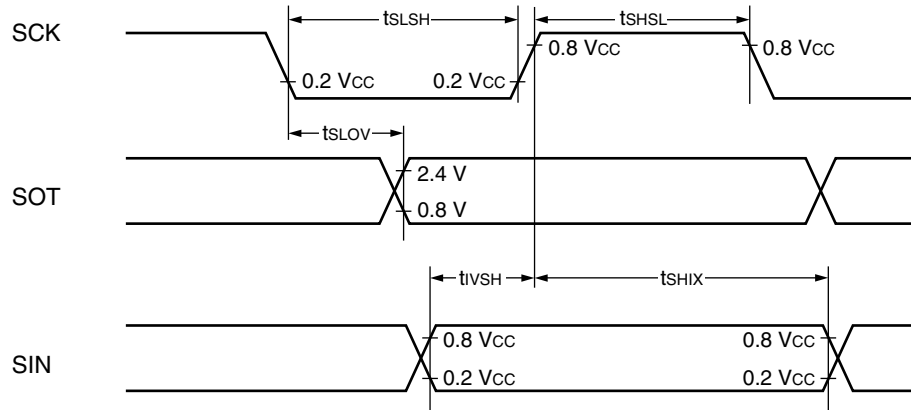 tSLSH
tSHSL
SCK
0.8 VCC
0.8 VCC
0.2 VCC
0.2 VCC
tSLOV
SOT
2.4 V
0.8 V
tIVSH
tSHIX
SIN
0.8 VCC
0.8 VCC
0.2 VCC
0.2 VCC